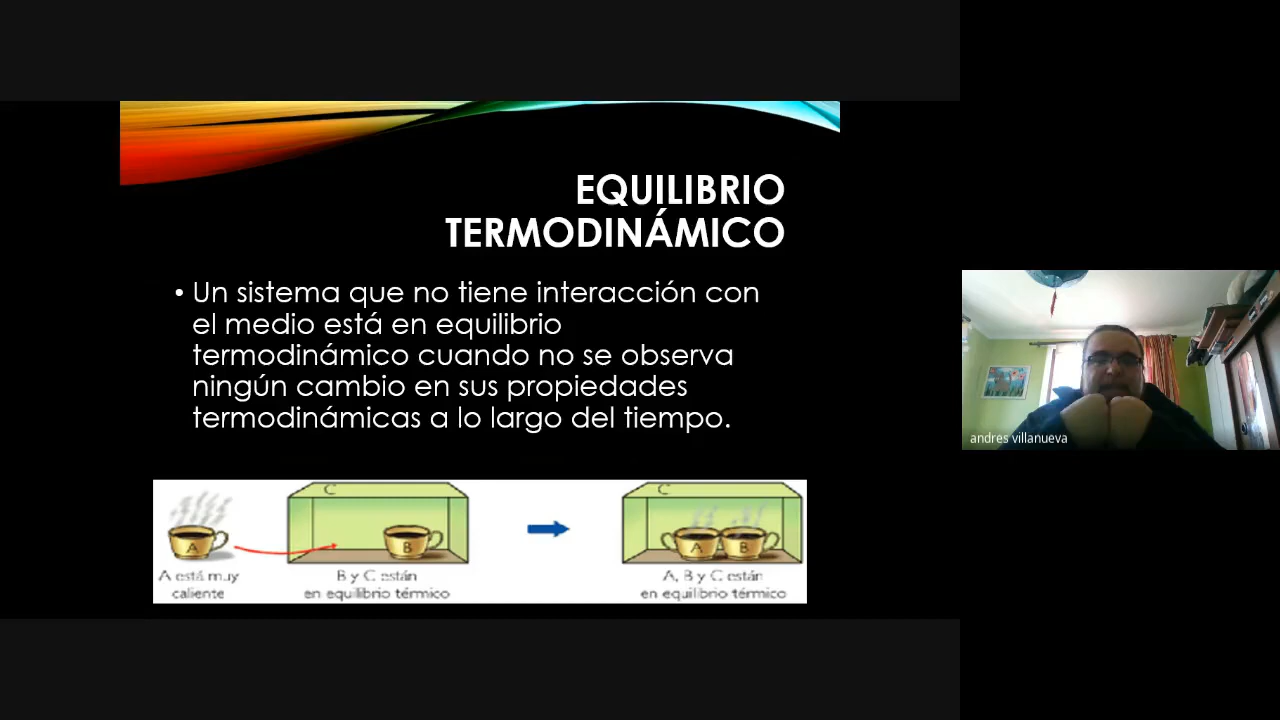 EQUILIBRIO
TERMODINÁMICO
• Un sistema que no tiene interacción con
el medio está en equilibrio
termodinámico cuando no se observa
ningún cambio en sus propiedades
termodinámicas a lo largo del tiempo.
C
C
A
B
A
B
A está muy
caliente
B y C están
en equilibrio térmico
A, B y C están
en equilibrio térmico
andres villanueva